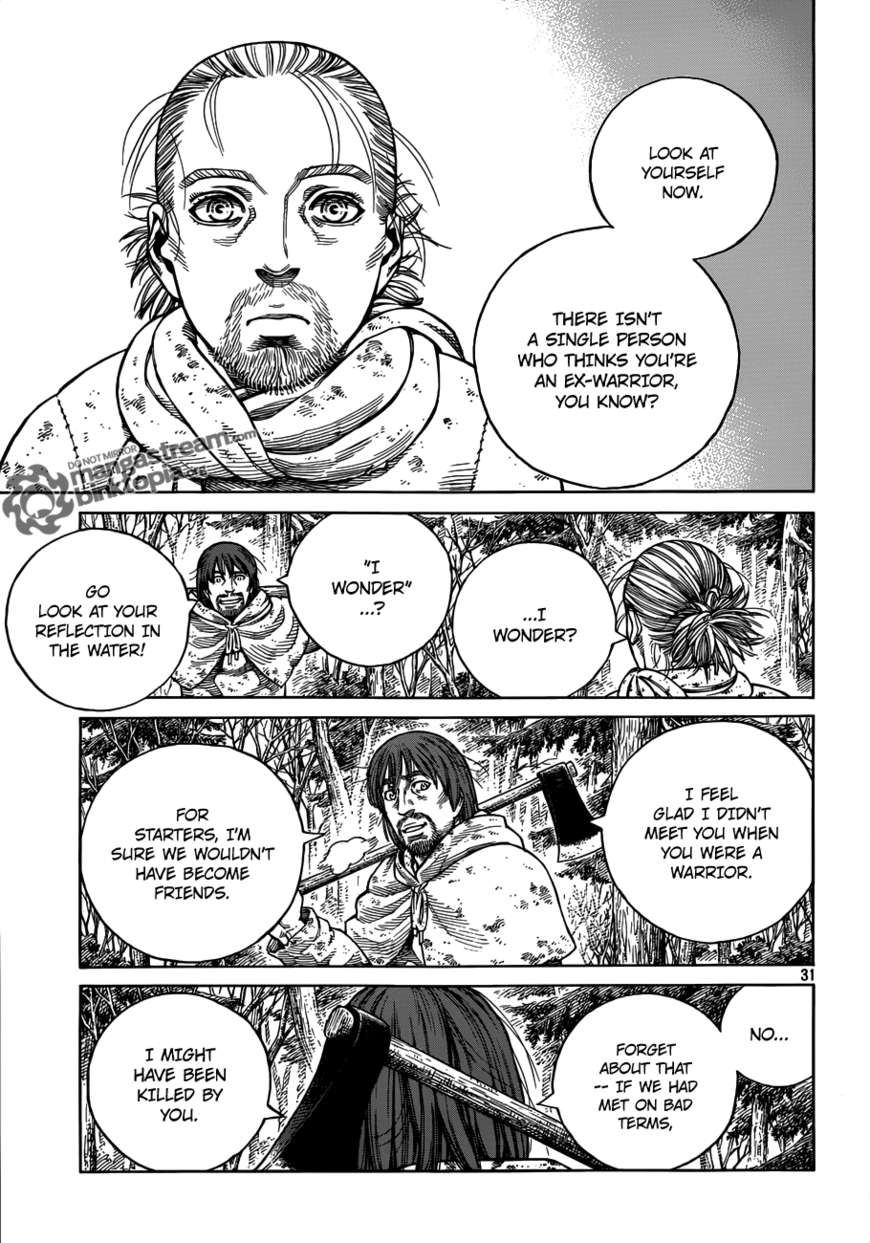 LOOK AT
YOURSELF
NOW.
THERE ISN'T
A SINGLE PERSON
WHO THINKS YOU'RE
AN EX-WARRIOR,
YOU KNOW?
DO NOT MIRROR
mangastream.com
binktopia.org
...I
WONDER?
"I
WONDER"
...?
GO
LOOK AT YOUR
REFLECTION IN
THE WATER!
I FEEL
GLAD I DIDN'T
MEET YOU WHEN
YOU WERE A
WARRIOR.
FOR
STARTERS, I'M
SURE WE WOULDN'T
HAVE BECOME
FRIENDS.
31
NO...
FORGET
ABOUT THAT
-- IF WE HAD
MET ON BAD
TERMS,
I MIGHT
HAVE BEEN
KILLED BY
YOU.